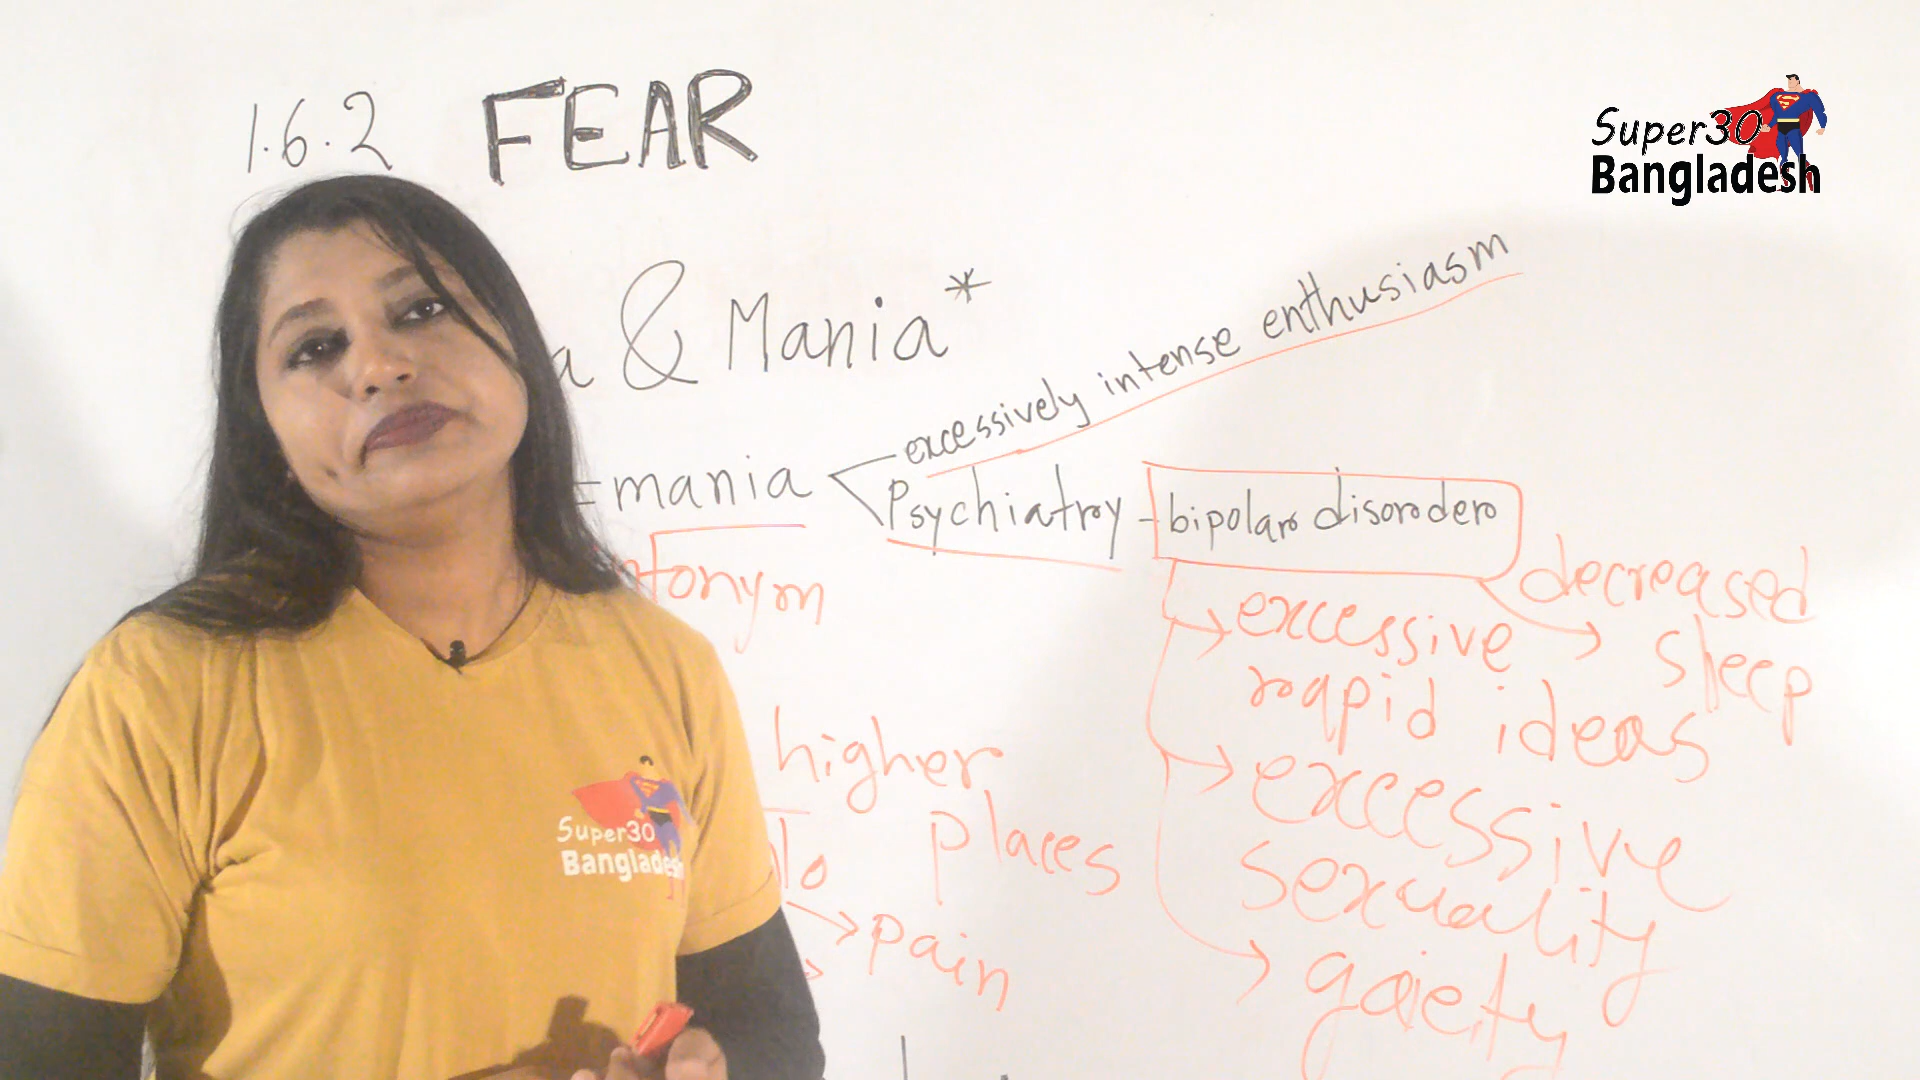 1.6.2 FEAR
Super30
Bangladesh
& Mania*
excessively intense enthusiasm
=mania
Psychiatry - bipolar disorder
decreased
sleep
excessive
rapid ideas
higher
places
excessive
sexuality
pain
gaiety
Super30